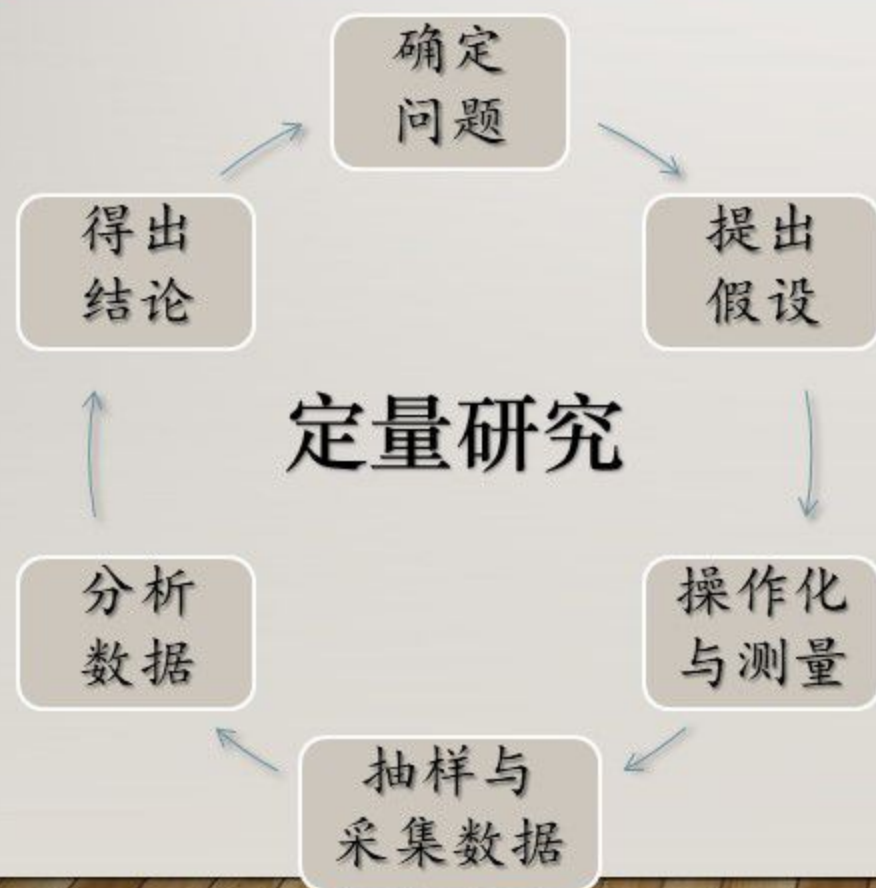 确定
问题
提出
假设
操作化
与测量
抽样与
采集数据
分析
数据
得出
结论
定量研究